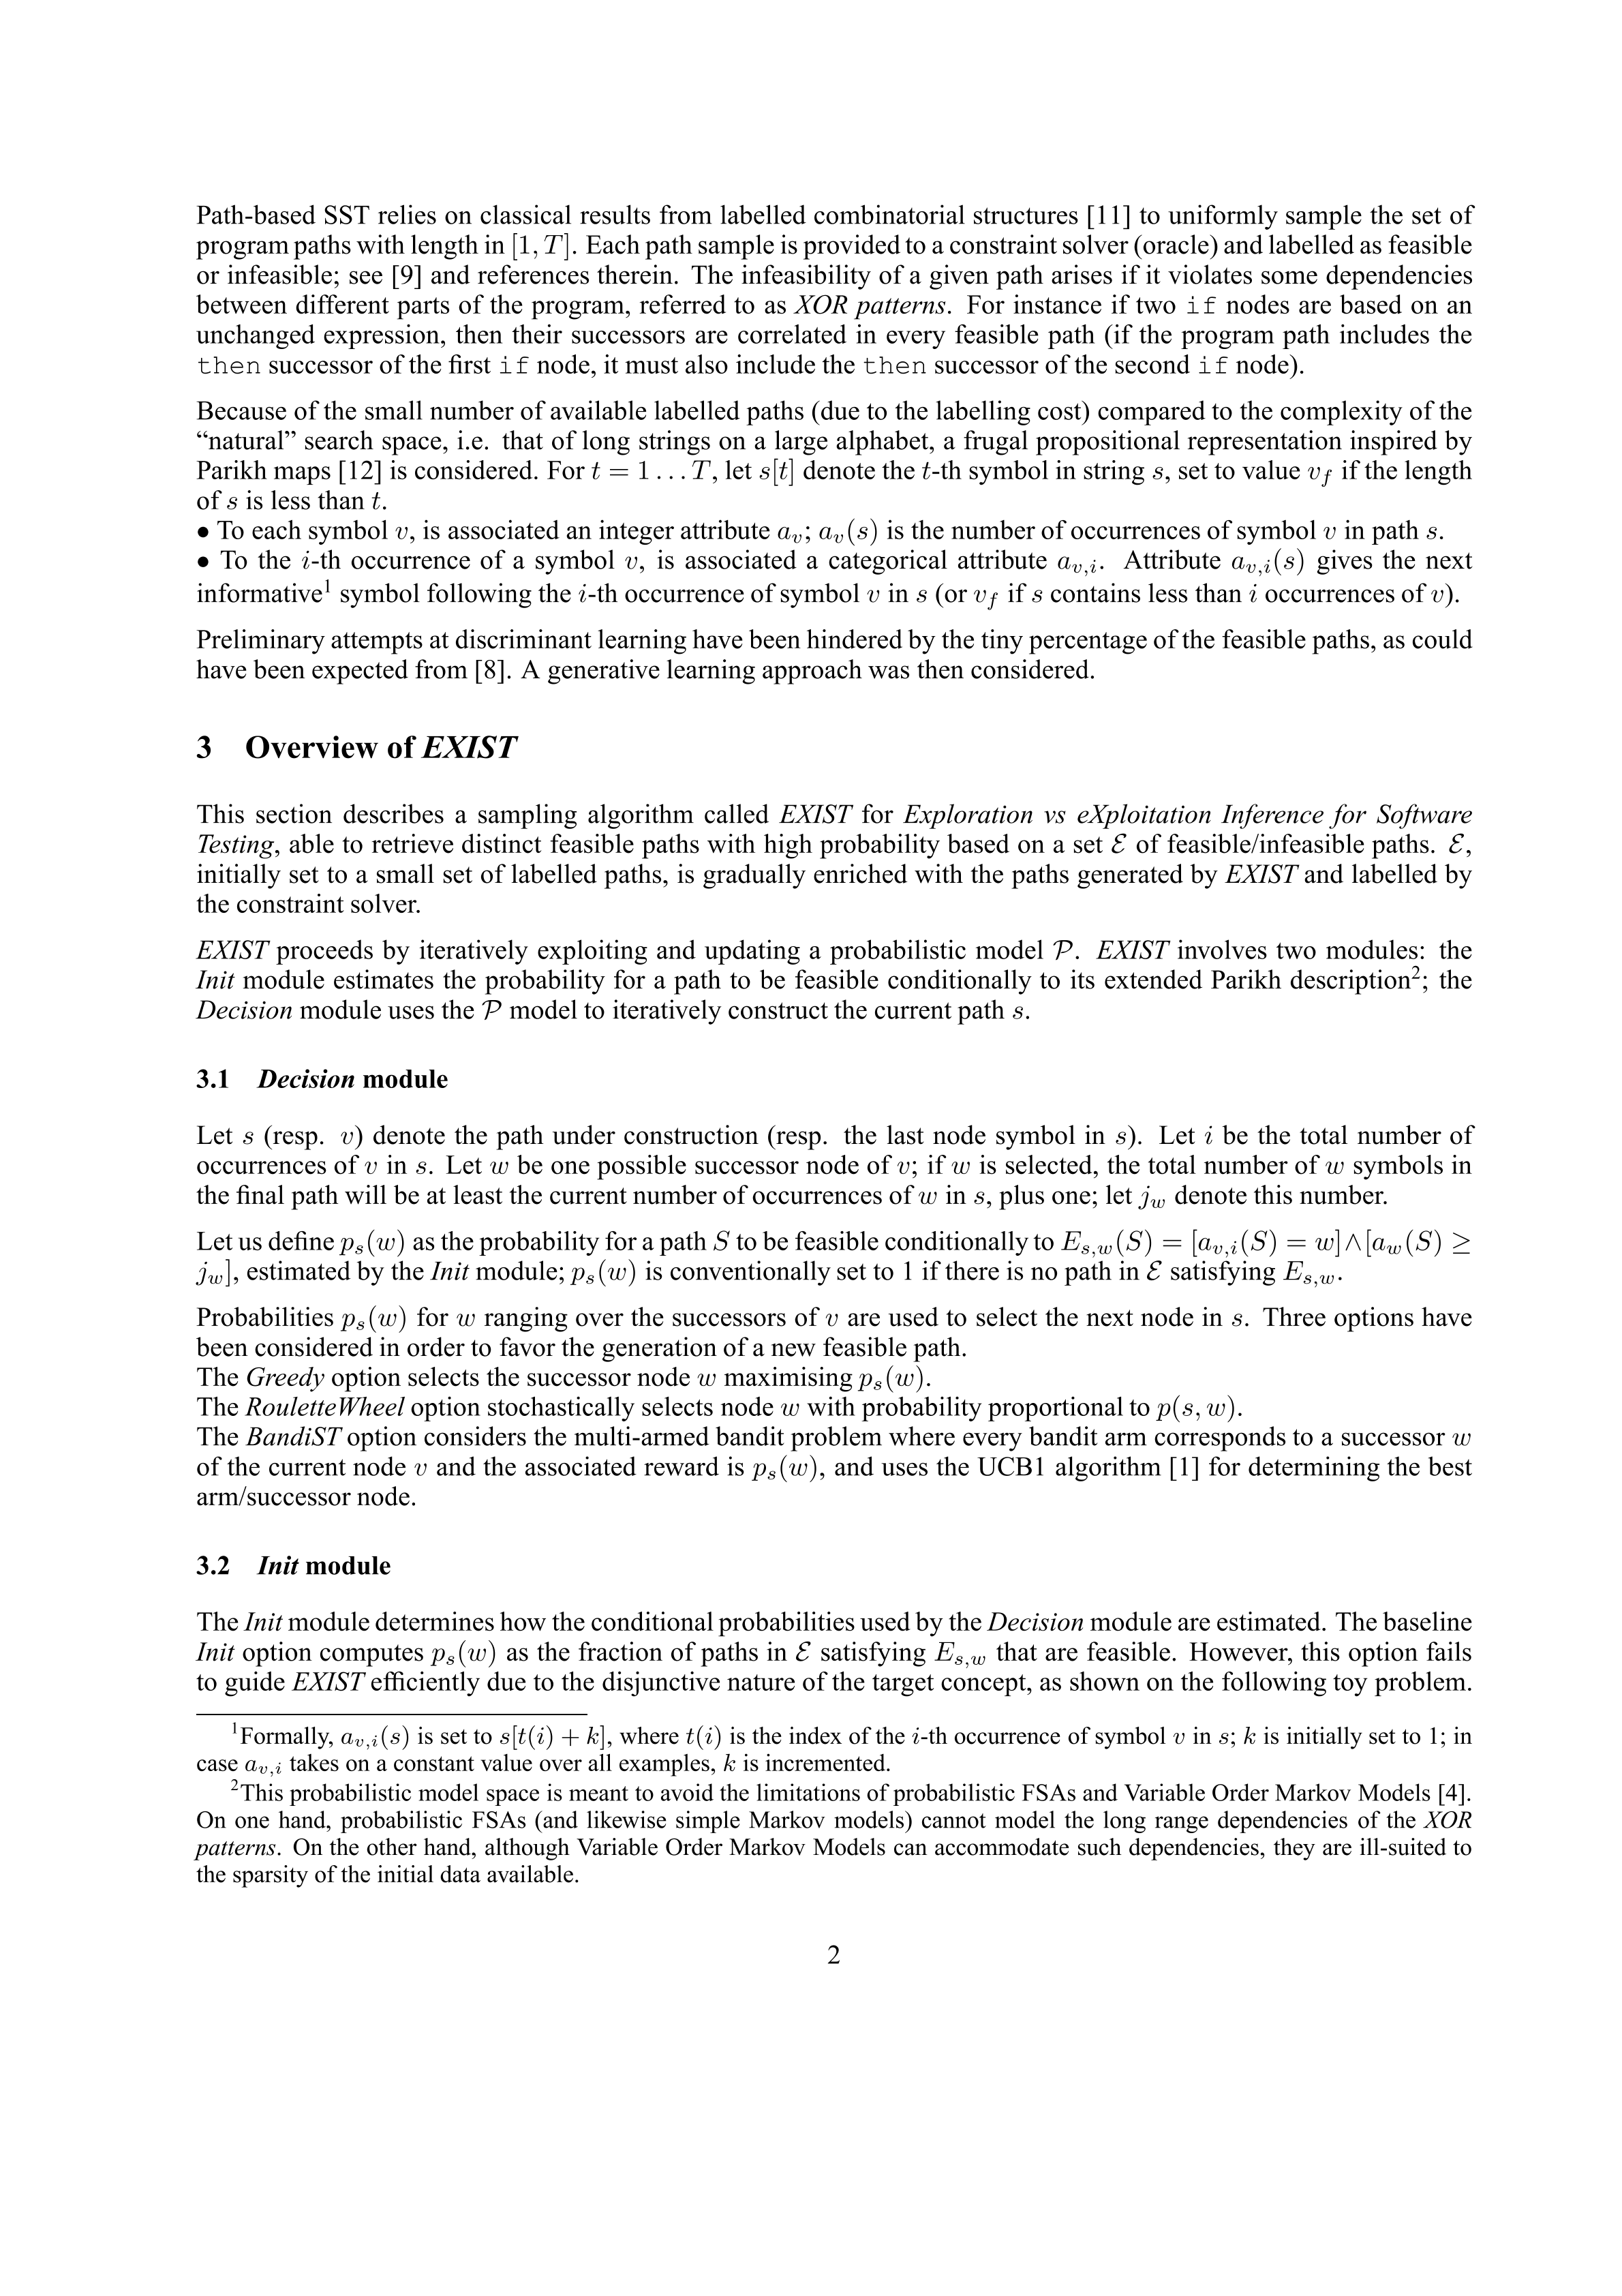 Path-based SST relies on classical results from labelled combinatorial structures [11] to uniformly sample the set of
program paths with length in [1, T]. Each path sample is provided to a constraint solver (oracle) and labelled as feasible
or infeasible; see [9] and references therein. The infeasibility of a given path arises if it violates some dependencies
between different parts of the program, referred to as XOR patterns. For instance if two if nodes are based on an
unchanged expression, then their successors are correlated in every feasible path (if the program path includes the
then successor of the first if node, it must also include the then successor of the second if node).
Because of the small number of available labelled paths (due to the labelling cost) compared to the complexity of the
“natural” search space, i.e. that of long strings on a large alphabet, a frugal propositional representation inspired by
Parikh maps [12] is considered. For t = 1 . . . T, let s[t] denote the t-th symbol in string s, set to value v_f if the length
of s is less than t.
• To each symbol v, is associated an integer attribute a_v; a_v(s) is the number of occurrences of symbol v in path s.
• To the i-th occurrence of a symbol v, is associated a categorical attribute a_{v,i}. Attribute a_{v,i}(s) gives the next
informative¹ symbol following the i-th occurrence of symbol v in s (or v_f if s contains less than i occurrences of v).
Preliminary attempts at discriminant learning have been hindered by the tiny percentage of the feasible paths, as could
have been expected from [8]. A generative learning approach was then considered.
3 Overview of EXIST
This section describes a sampling algorithm called EXIST for Exploration vs eXploitation Inference for Software
Testing, able to retrieve distinct feasible paths with high probability based on a set ℰ of feasible/infeasible paths. ℰ,
initially set to a small set of labelled paths, is gradually enriched with the paths generated by EXIST and labelled by
the constraint solver.
EXIST proceeds by iteratively exploiting and updating a probabilistic model 𝒫. EXIST involves two modules: the
Init module estimates the probability for a path to be feasible conditionally to its extended Parikh description²; the
Decision module uses the 𝒫 model to iteratively construct the current path s.
3.1 Decision module
Let s (resp. v) denote the path under construction (resp. the last node symbol in s). Let i be the total number of
occurrences of v in s. Let w be one possible successor node of v; if w is selected, the total number of w symbols in
the final path will be at least the current number of occurrences of w in s, plus one; let j_w denote this number.
Let us define p_s(w) as the probability for a path S to be feasible conditionally to E_{s,w}(S) = [a_{v,i}(S) = w]∧[a_w(S) ≥
j_w], estimated by the Init module; p_s(w) is conventionally set to 1 if there is no path in ℰ satisfying E_{s,w}.
Probabilities p_s(w) for w ranging over the successors of v are used to select the next node in s. Three options have
been considered in order to favor the generation of a new feasible path.
The Greedy option selects the successor node w maximising p_s(w).
The RouletteWheel option stochastically selects node w with probability proportional to p(s, w).
The BandiST option considers the multi-armed bandit problem where every bandit arm corresponds to a successor w
of the current node v and the associated reward is p_s(w), and uses the UCB1 algorithm [1] for determining the best
arm/successor node.
3.2 Init module
The Init module determines how the conditional probabilities used by the Decision module are estimated. The baseline
Init option computes p_s(w) as the fraction of paths in ℰ satisfying E_{s,w} that are feasible. However, this option fails
to guide EXIST efficiently due to the disjunctive nature of the target concept, as shown on the following toy problem.
¹Formally, a_{v,i}(s) is set to s[t(i) + k], where t(i) is the index of the i-th occurrence of symbol v in s; k is initially set to 1; in
case a_{v,i} takes on a constant value over all examples, k is incremented.
²This probabilistic model space is meant to avoid the limitations of probabilistic FSAs and Variable Order Markov Models [4].
On one hand, probabilistic FSAs (and likewise simple Markov models) cannot model the long range dependencies of the XOR
patterns. On the other hand, although Variable Order Markov Models can accommodate such dependencies, they are ill-suited to
the sparsity of the initial data available.
2